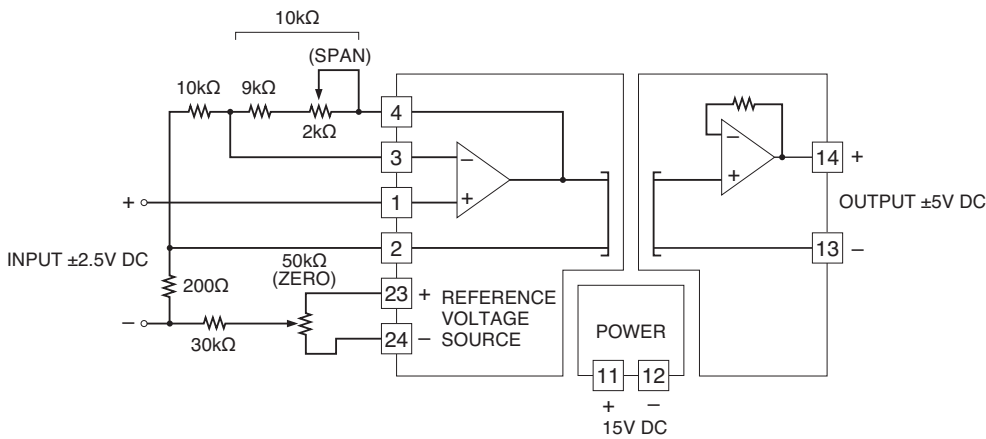 10kΩ
(SPAN)
10kΩ
9kΩ
2kΩ
4
3
1
2
23
24
−
+
+
INPUT ±2.5V DC
−
200Ω
30kΩ
50kΩ
(ZERO)
+
−
REFERENCE
VOLTAGE
SOURCE
−
+
14 +
OUTPUT ±5V DC
13 −
POWER
11 12
+ −
15V DC